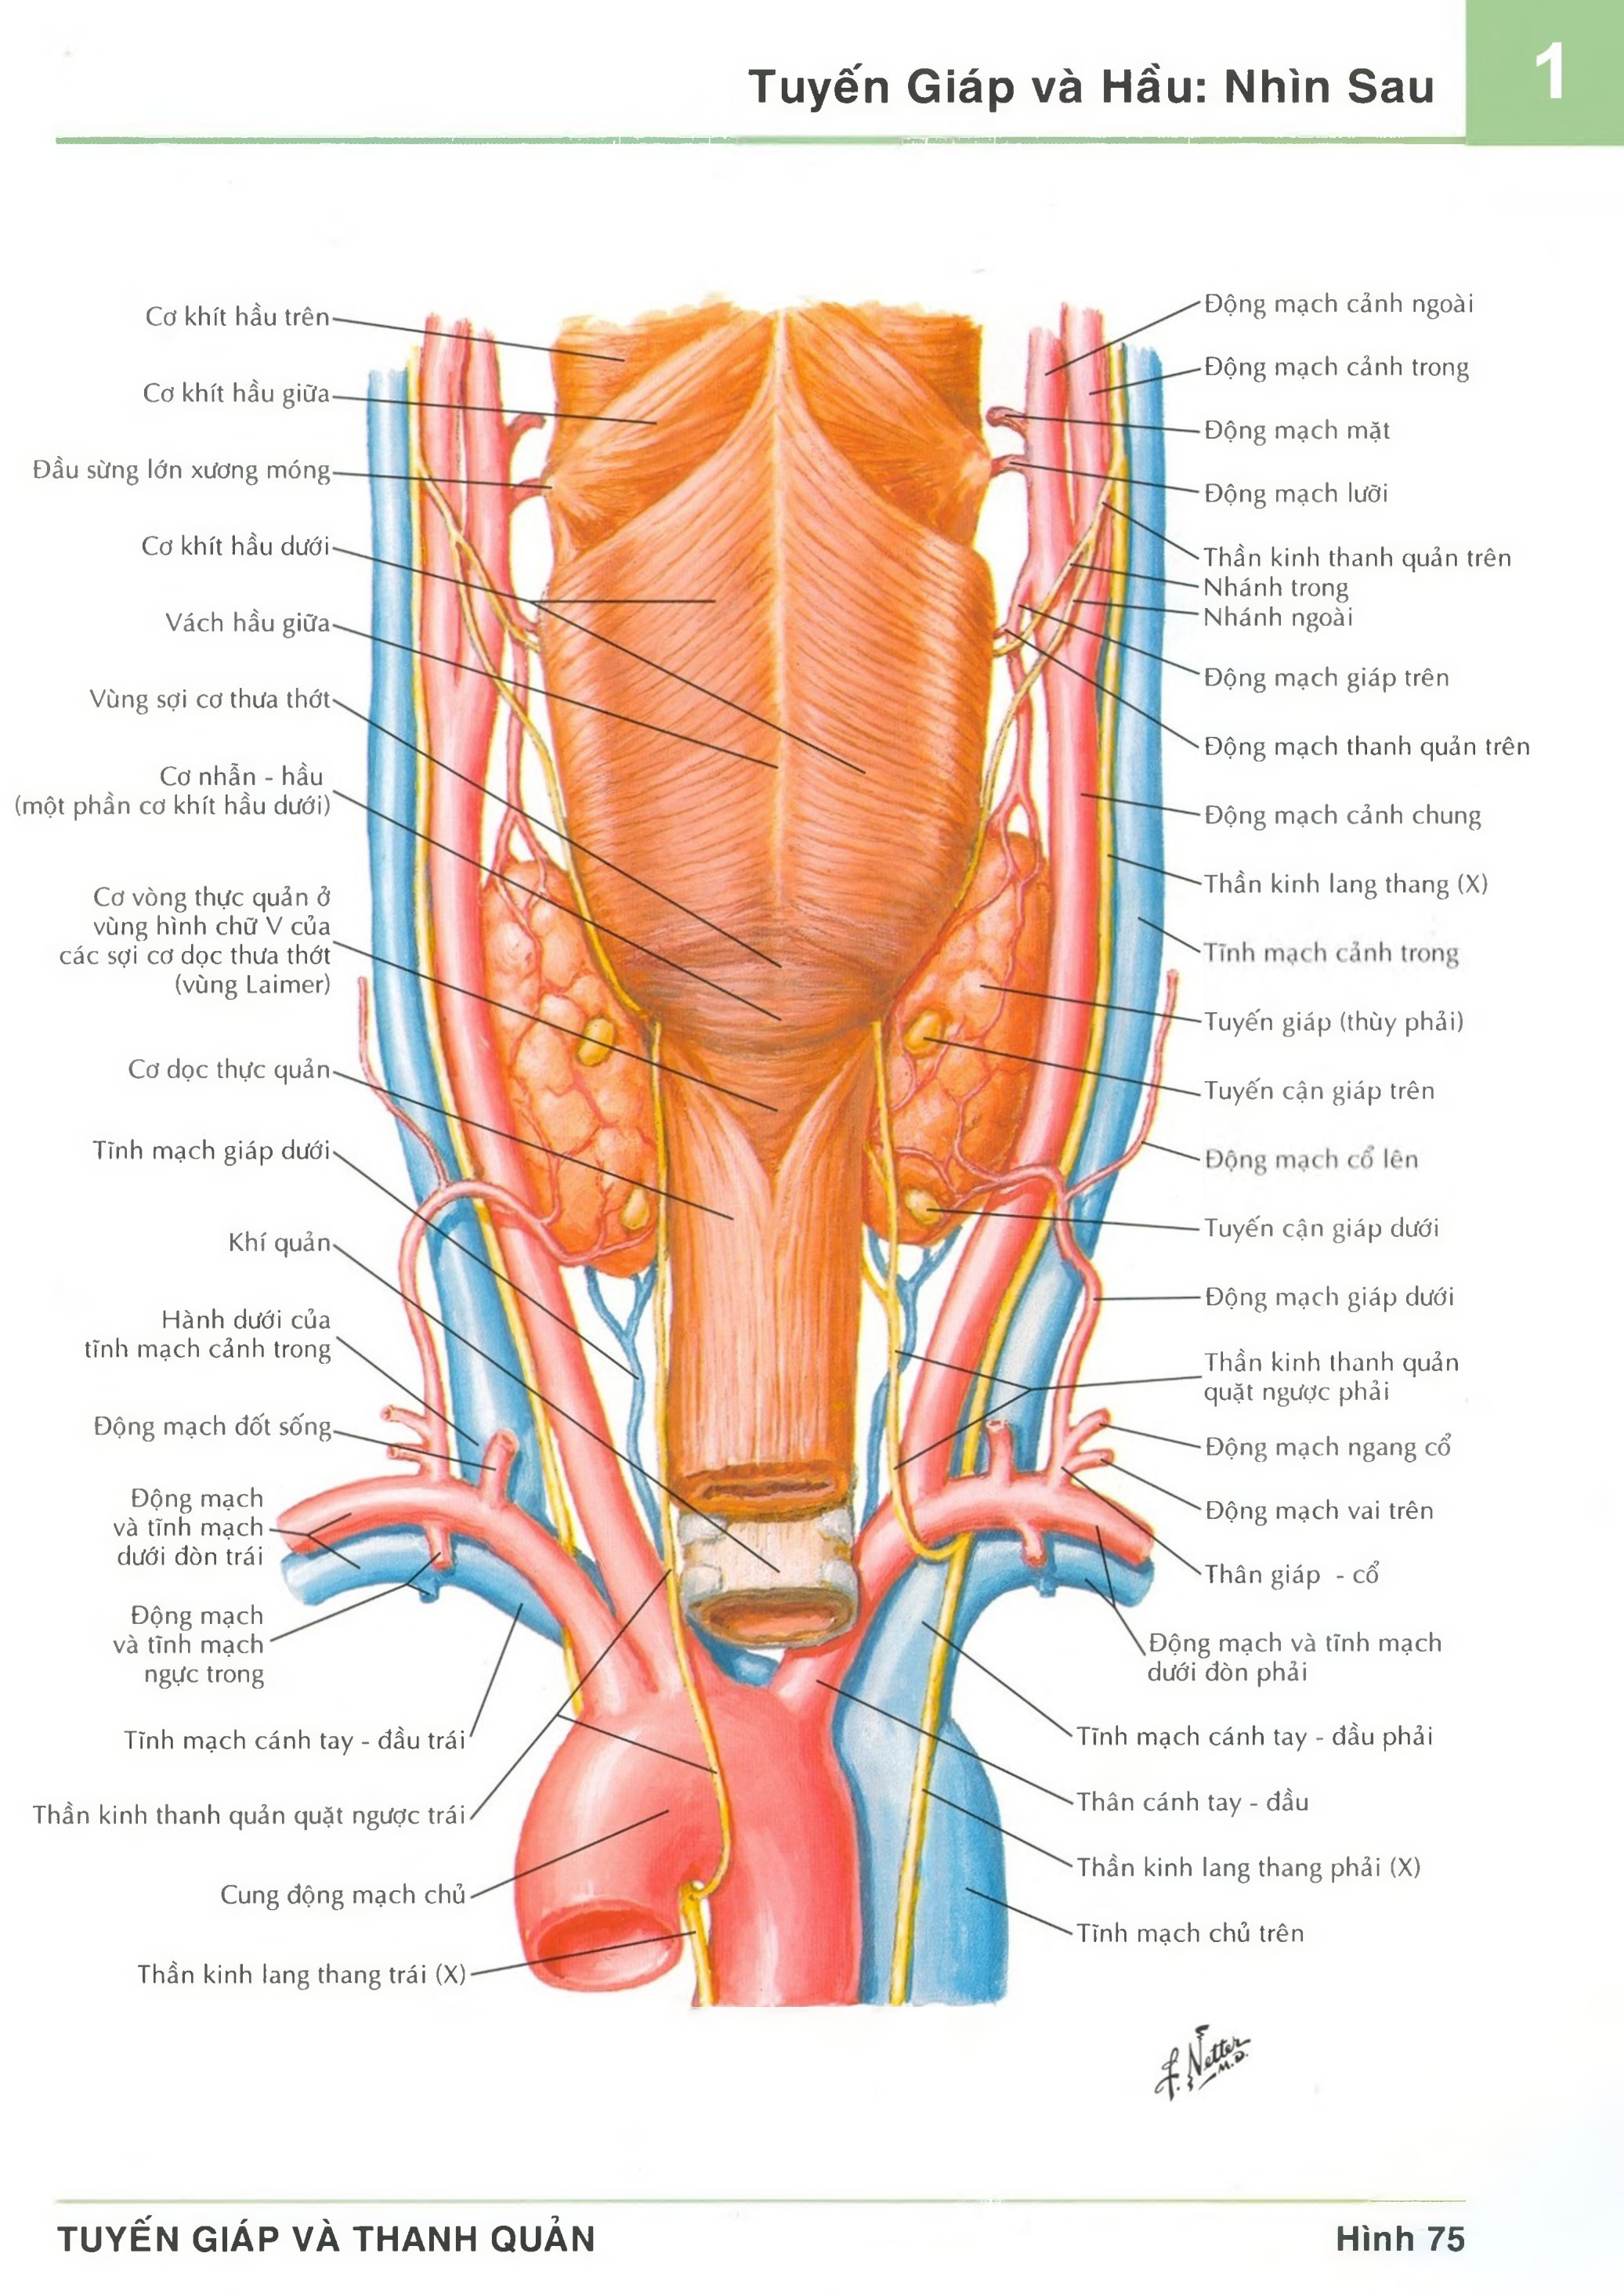 Tuyến Giáp và Hầu: Nhìn Sau
1
Cơ khít hầu trên
Cơ khít hầu giữa
Đầu sừng lớn xương móng
Cơ khít hầu dưới
Vách hầu giữa
Vùng sợi cơ thưa thớt
Cơ nhẫn - hầu
(một phần cơ khít hầu dưới)
Cơ vòng thực quản ở
vùng hình chữ V của
các sợi cơ dọc thưa thớt
(vùng Laimer)
Cơ dọc thực quản
Tĩnh mạch giáp dưới
Khí quản
Hành dưới của
tĩnh mạch cảnh trong
Động mạch đốt sống
Động mạch
và tĩnh mạch
dưới đòn trái
Động mạch
và tĩnh mạch
ngực trong
Tĩnh mạch cánh tay - đầu trái
Thần kinh thanh quản quặt ngược trái
Cung động mạch chủ
Thần kinh lang thang trái (X)
Động mạch cảnh ngoài
Động mạch cảnh trong
Động mạch mặt
Động mạch lưỡi
Thần kinh thanh quản trên
Nhánh trong
Nhánh ngoài
Động mạch giáp trên
Động mạch thanh quản trên
Động mạch cảnh chung
Thần kinh lang thang (X)
Tĩnh mạch cảnh trong
Tuyến giáp (thùy phải)
Tuyến cận giáp trên
Động mạch cổ lên
Tuyến cận giáp dưới
Động mạch giáp dưới
Thần kinh thanh quản
quặt ngược phải
Động mạch ngang cổ
Động mạch vai trên
Thân giáp - cổ
Động mạch và tĩnh mạch
dưới đòn phải
Tĩnh mạch cánh tay - đầu phải
Thân cánh tay - đầu
Thần kinh lang thang phải (X)
Tĩnh mạch chủ trên
F. Netter
M.D.
TUYẾN GIÁP VÀ THANH QUẢN
Hình 75